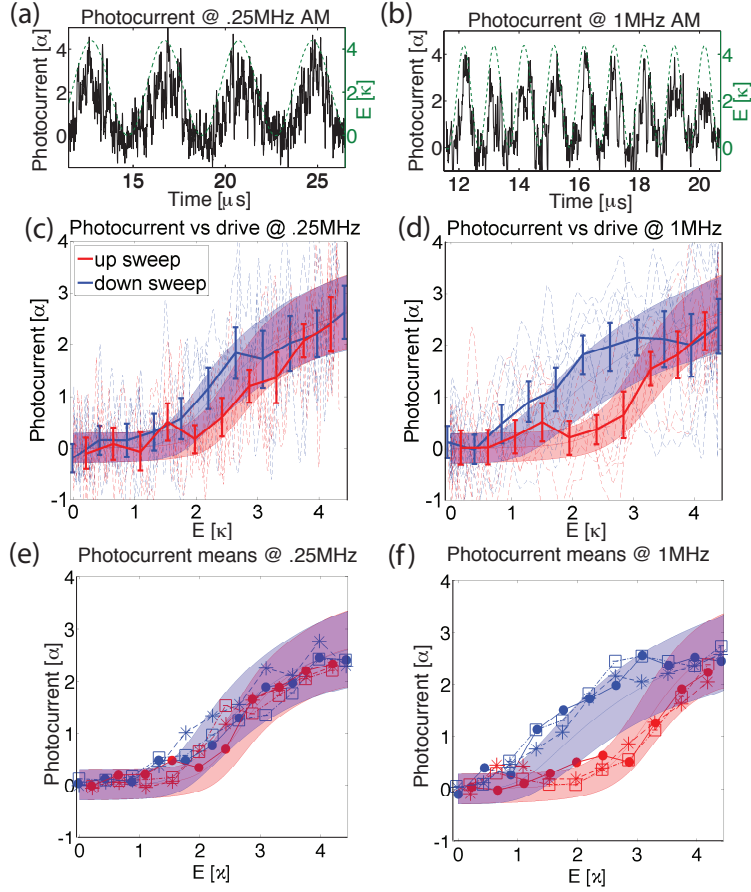 (a) Photocurrent @ .25MHz AM
(b) Photocurrent @ 1MHz AM
Photocurrent [α]
4
2
0
4
2
0
E [κ]
15 20 25
Time [μs]
Photocurrent [α]
4
2
0
4
2
0
E [κ]
12 14 16 18 20
Time [μs]
(c) Photocurrent vs drive @ .25MHz
up sweep
down sweep
Photocurrent [α]
4
3
2
1
0
-1
0 1 2 3 4
E [κ]
(d) Photocurrent vs drive @ 1MHz
Photocurrent [α]
4
3
2
1
0
-1
0 1 2 3 4
E [κ]
(e) Photocurrent means @ .25MHz
Photocurrent [α]
4
3
2
1
0
-1
0 1 2 3 4
E [ϰ]
(f) Photocurrent means @ 1MHz
Photocurrent [α]
4
3
2
1
0
-1
0 1 2 3 4
E [ϰ]